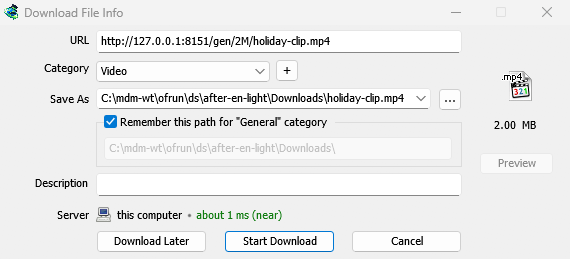 Download File Info
URL http://127.0.0.1:8151/gen/2M/holiday-clip.mp4
Category Video +
Save As C:\mdm-wt\ofrun\ds\after-en-light\Downloads\holiday-clip.mp4 ...
.mp4
321
Remember this path for "General" category
2.00 MB
C:\mdm-wt\ofrun\ds\after-en-light\Downloads\
Preview
Description
Server this computer • about 1 ms (near)
Download Later Start Download Cancel